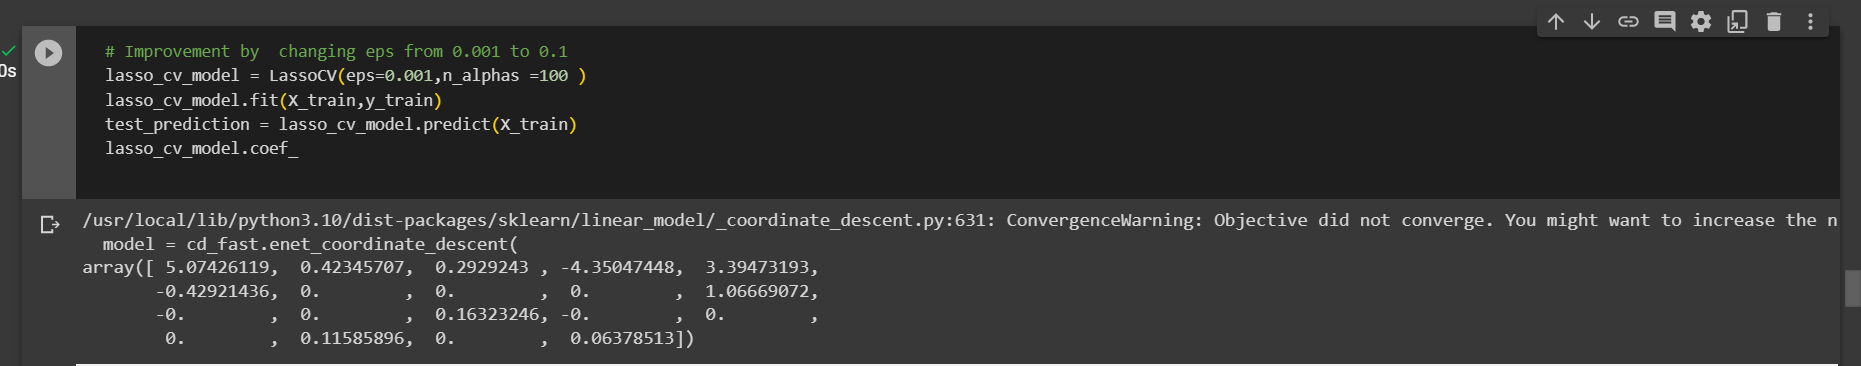 # Improvement by  changing eps from 0.001 to 0.1
0s
lasso_cv_model = LassoCV(eps=0.001,n_alphas =100 )
lasso_cv_model.fit(X_train,y_train)
test_prediction = lasso_cv_model.predict(X_train)
lasso_cv_model.coef_
/usr/local/lib/python3.10/dist-packages/sklearn/linear_model/_coordinate_descent.py:631: ConvergenceWarning: Objective did not converge. You might want to increase the n
  model = cd_fast.enet_coordinate_descent(
array([ 5.07426119,  0.42345707,  0.2929243 , -4.35047448,  3.39473193,
       -0.42921436,  0.        ,  0.        ,  0.        ,  1.06669072,
       -0.        ,  0.        ,  0.16323246, -0.        ,  0.        ,
        0.        ,  0.11585896,  0.        ,  0.06378513])